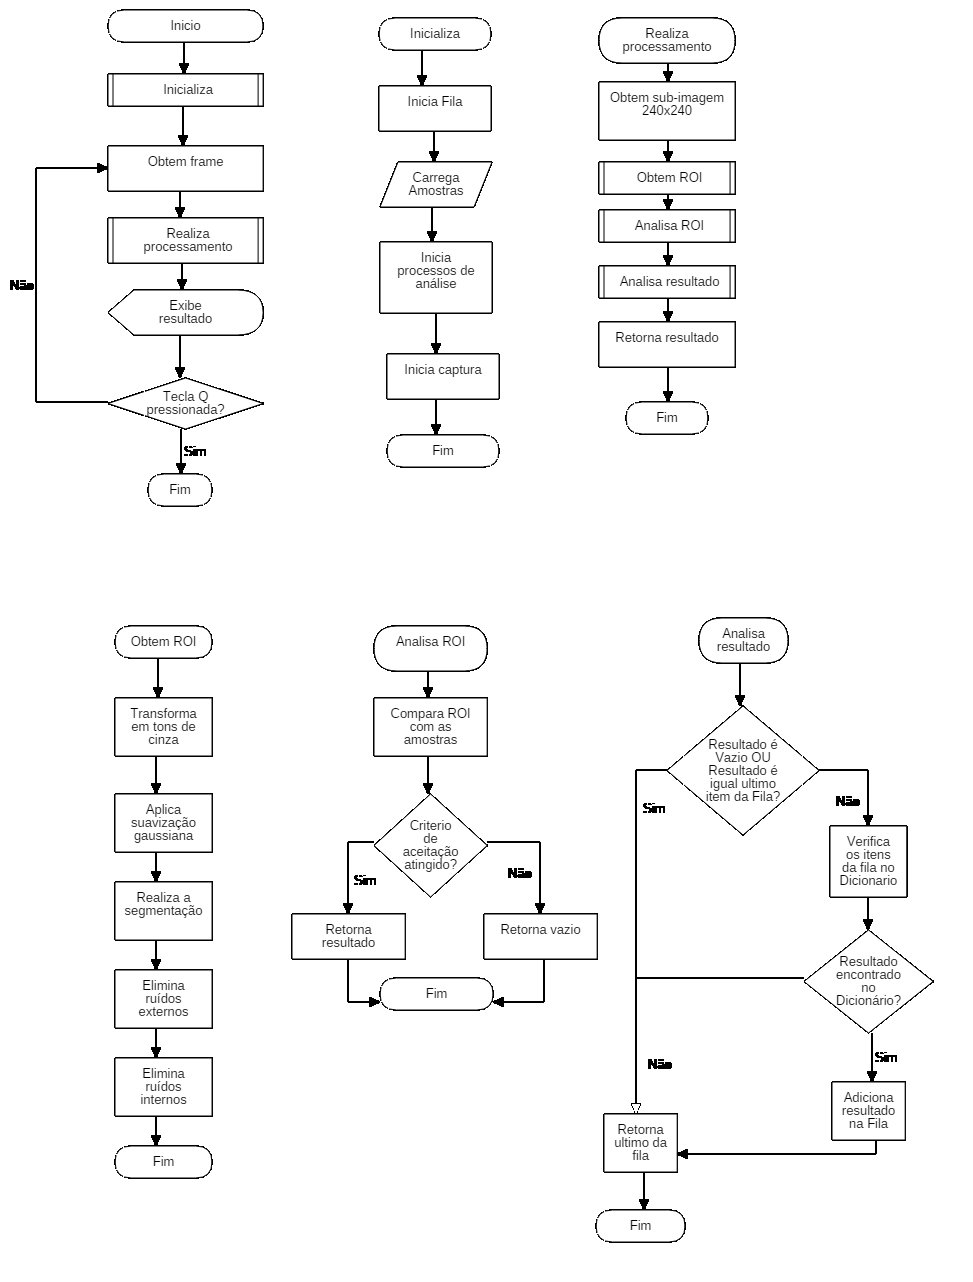 Inicio
Inicializa
Obtem frame
Realiza
processamento
Não
Exibe
resultado
Tecla Q
pressionada?
Sim
Fim
Inicializa
Inicia Fila
Carrega
Amostras
Inicia
processos de
análise
Inicia captura
Fim
Realiza
processamento
Obtem sub-imagem
240x240
Obtem ROI
Analisa ROI
Analisa resultado
Retorna resultado
Fim
Obtem ROI
Transforma
em tons de
cinza
Aplica
suavização
gaussiana
Realiza a
segmentação
Elimina
ruídos
externos
Elimina
ruídos
internos
Fim
Analisa ROI
Compara ROI
com as
amostras
Criterio
de
aceitação
atingido?
Sim
Não
Retorna
resultado
Retorna vazio
Fim
Analisa
resultado
Resultado é
Vazio OU
Resultado é
igual ultimo
item da Fila?
Sim
Não
Verifica
os itens
da fila no
Dicionario
Resultado
encontrado
no
Dicionário?
Não
Sim
Adiciona
resultado
na Fila
Retorna
ultimo da
fila
Fim